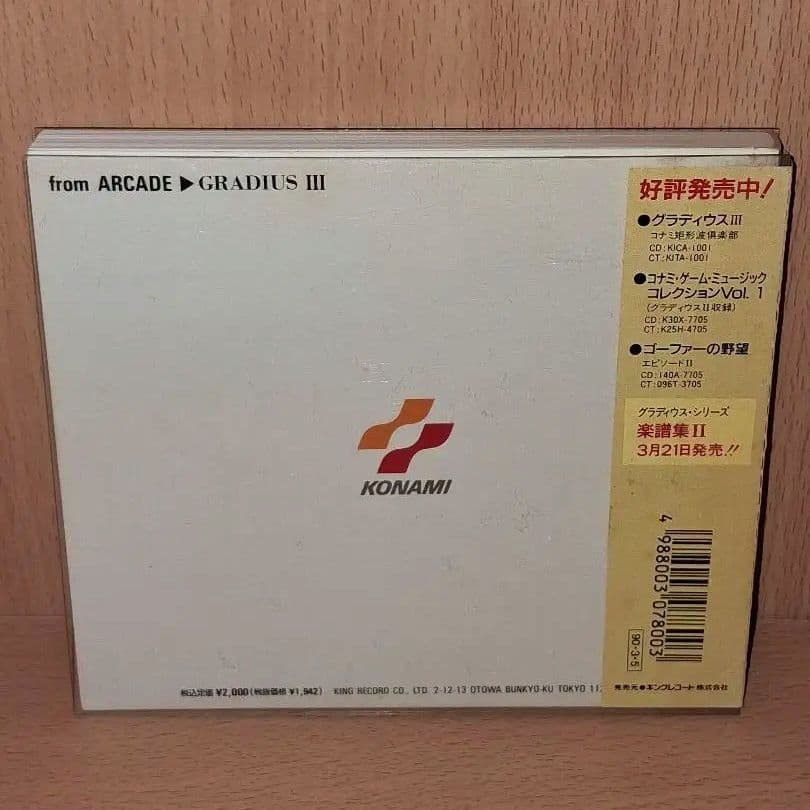 from ARCADE ▶ GRADIUS III
好評発売中!
●グラディウスIII
コナミ矩形波倶楽部
CD:KICA-1001
CT:KITA-1001
●コナミ・ゲーム・ミュージック
コレクションVol. 1
(グラディウスII収録)
CD:K30X-7705
CT:K25H-4705
●ゴーファーの野望
エピソードII
CD:140A-7705
CT:096T-3705
グラディウス・シリーズ
楽譜集II
3月21日発売!!
KONAMI
4 988003 078003
90・3・5
税込定価 ¥2,000(税抜価格 ¥1,942) KING RECORD CO., LTD. 2-12-13 OTOWA BUNKYO-KU TOKYO
発売元●キングレコード株式会社